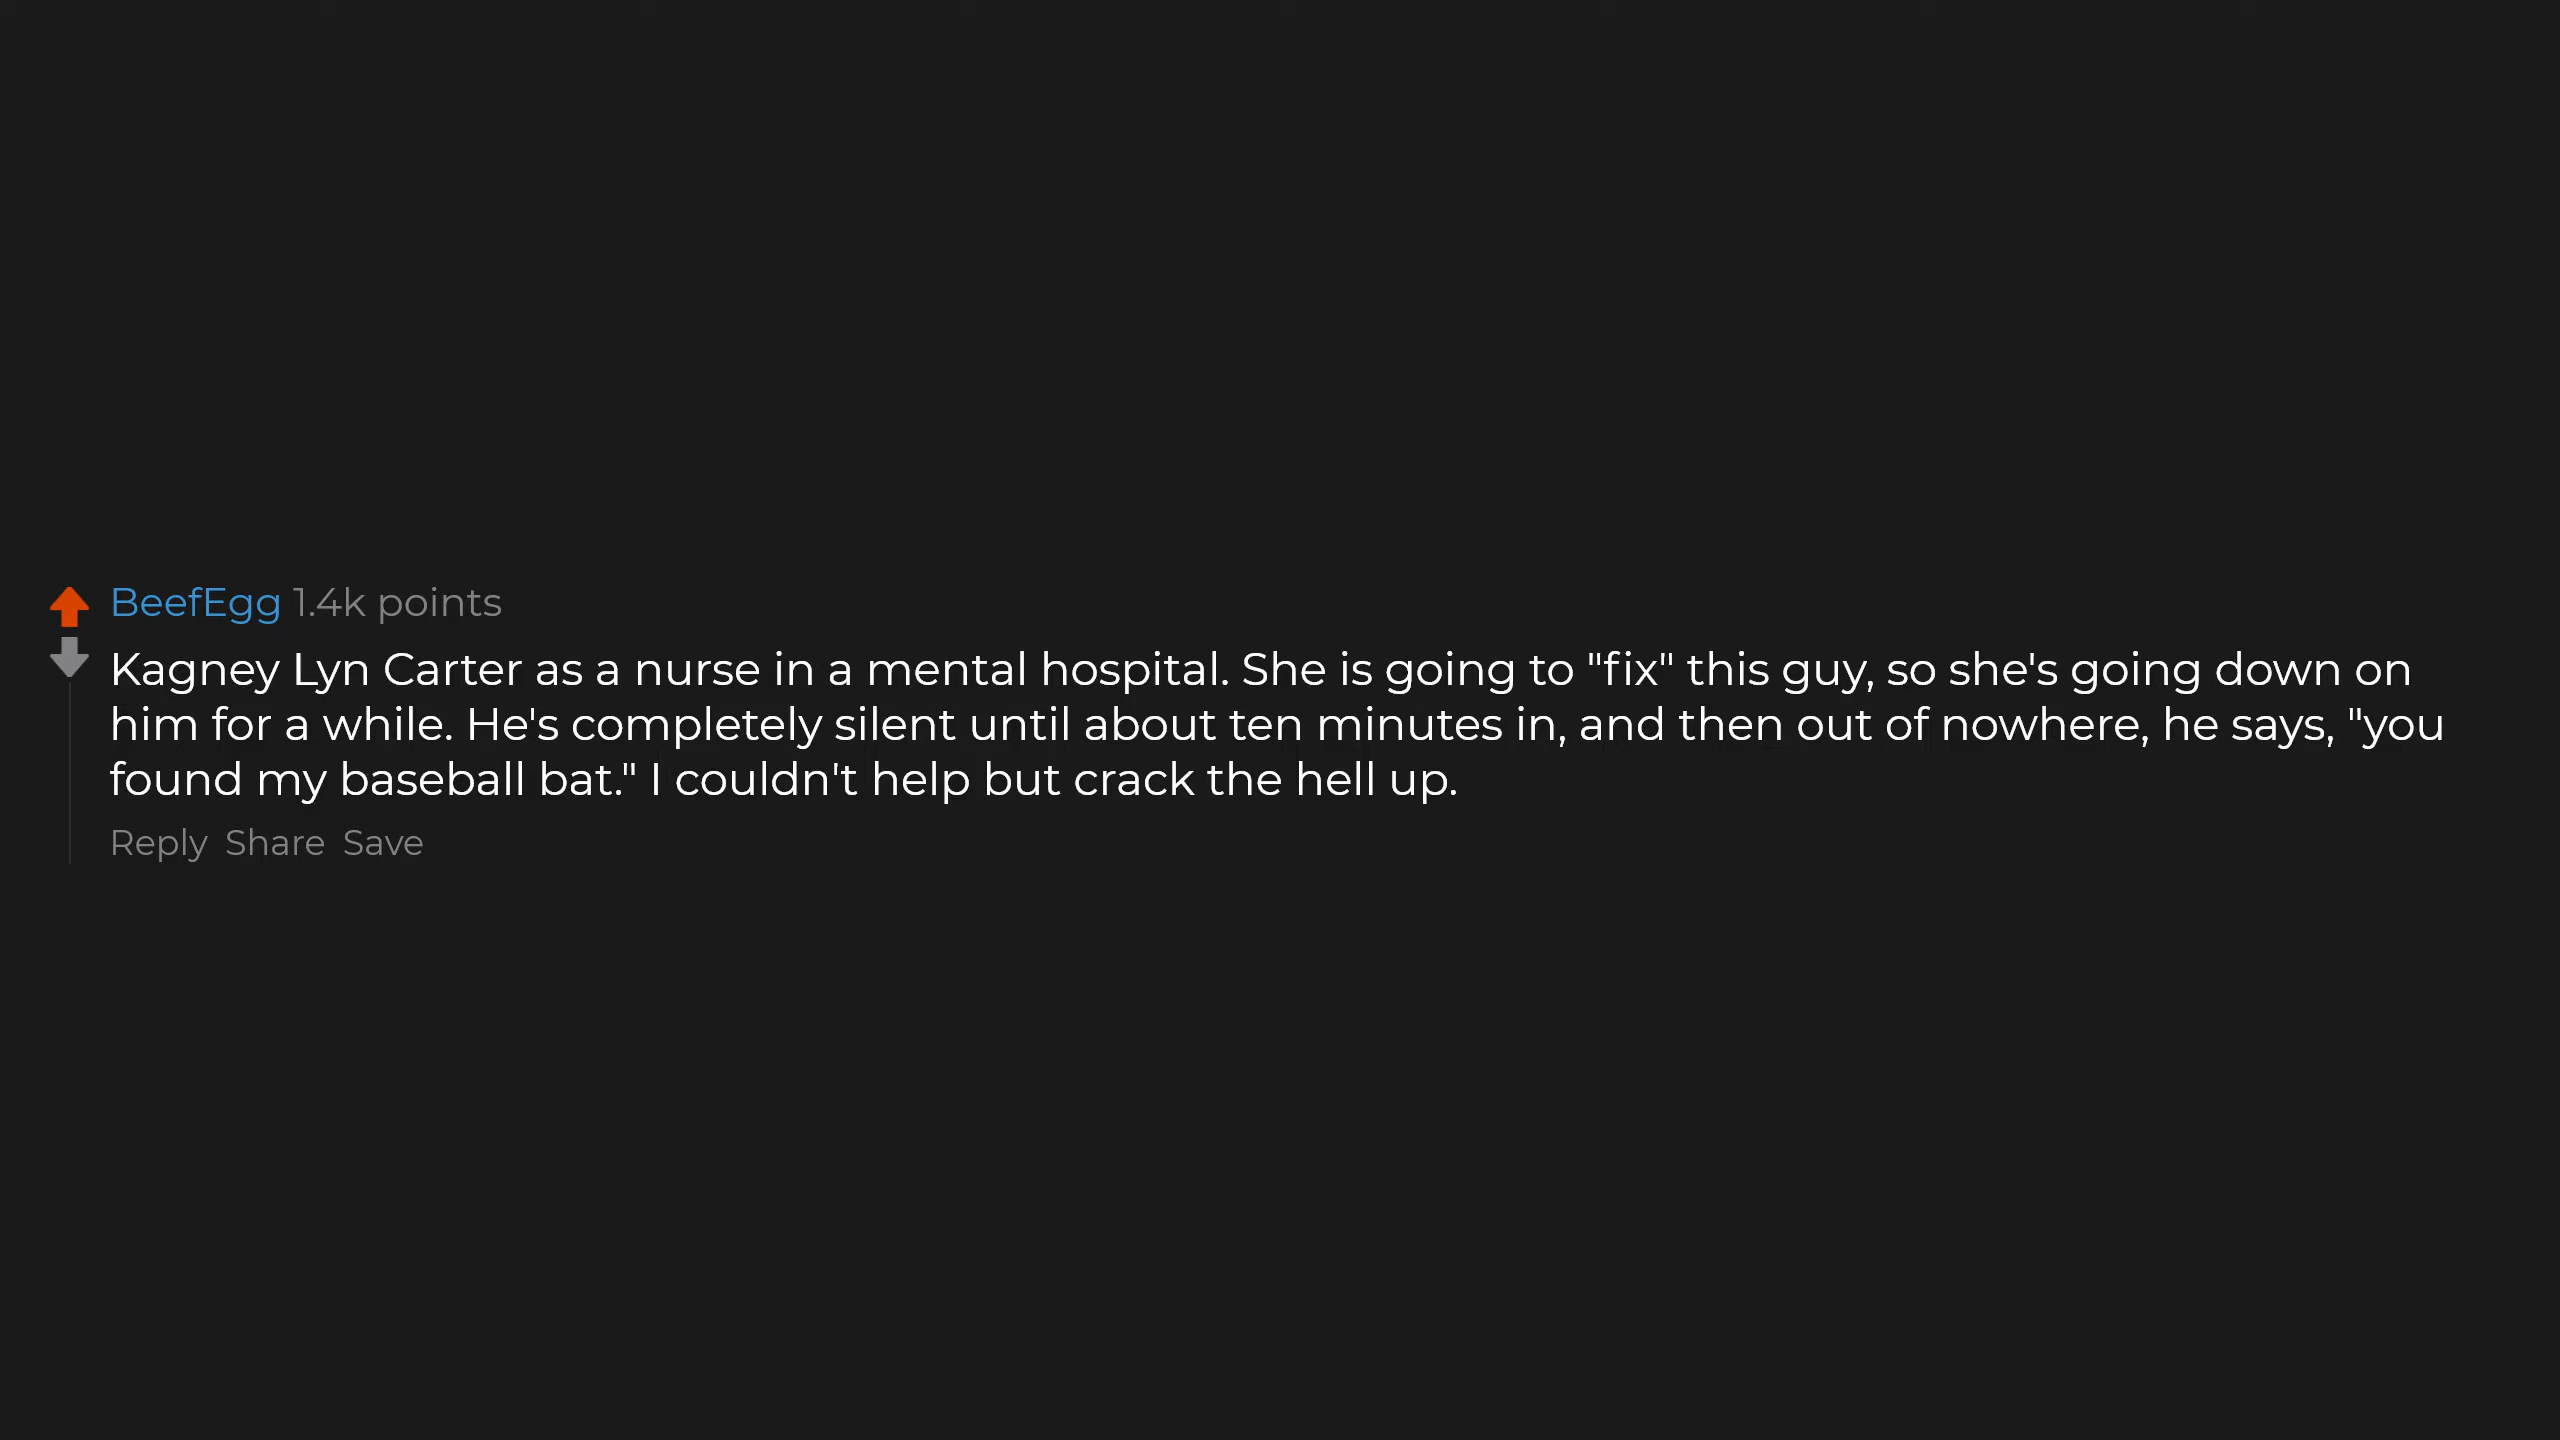 BeefEgg 1.4k points
Kagney Lyn Carter as a nurse in a mental hospital. She is going to "fix" this guy, so she's going down on
him for a while. He's completely silent until about ten minutes in, and then out of nowhere, he says, "you
found my baseball bat." I couldn't help but crack the hell up.
Reply Share Save